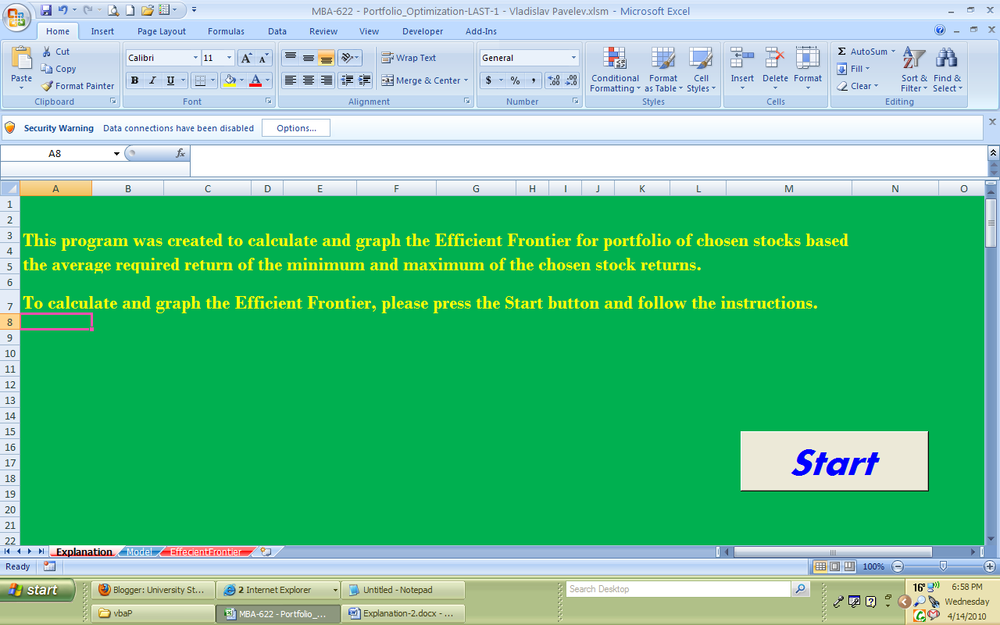 MBA-622 - Portfolio_Optimization-LAST-1 - Vladislav Pavelev.xlsm - Microsoft Excel
Home Insert Page Layout Formulas Data Review View Developer Add-Ins
Paste
Cut
Copy
Format Painter
Clipboard
Calibri 11
B I U A
Font
Wrap Text
Merge & Center
Alignment
General
$ % ,
Number
Conditional Formatting
Format as Table
Cell Styles
Styles
Insert Delete Format
Cells
Σ AutoSum
Fill
Clear
Sort & Filter
Find & Select
Editing
Security Warning Data connections have been disabled Options...
A8 fx
A B C D E F G H I J K L M N O
1
2
3
4
5
6
7
8
9
10
11
12
13
14
15
16
17
18
19
20
21
22
This program was created to calculate and graph the Efficient Frontier for portfolio of chosen stocks based
the average required return of the minimum and maximum of the chosen stock returns.
To calculate and graph the Efficient Frontier, please press the Start button and follow the instructions.
Start
Explanation Model EffecientFrontier
Ready 100%
start
Blogger: University St... 2 Internet Explorer Untitled - Notepad
vbaP MBA-622 - Portfolio_... Explanation-2.docx - ...
Search Desktop
16° 6:58 PM
Wednesday
4/14/2010